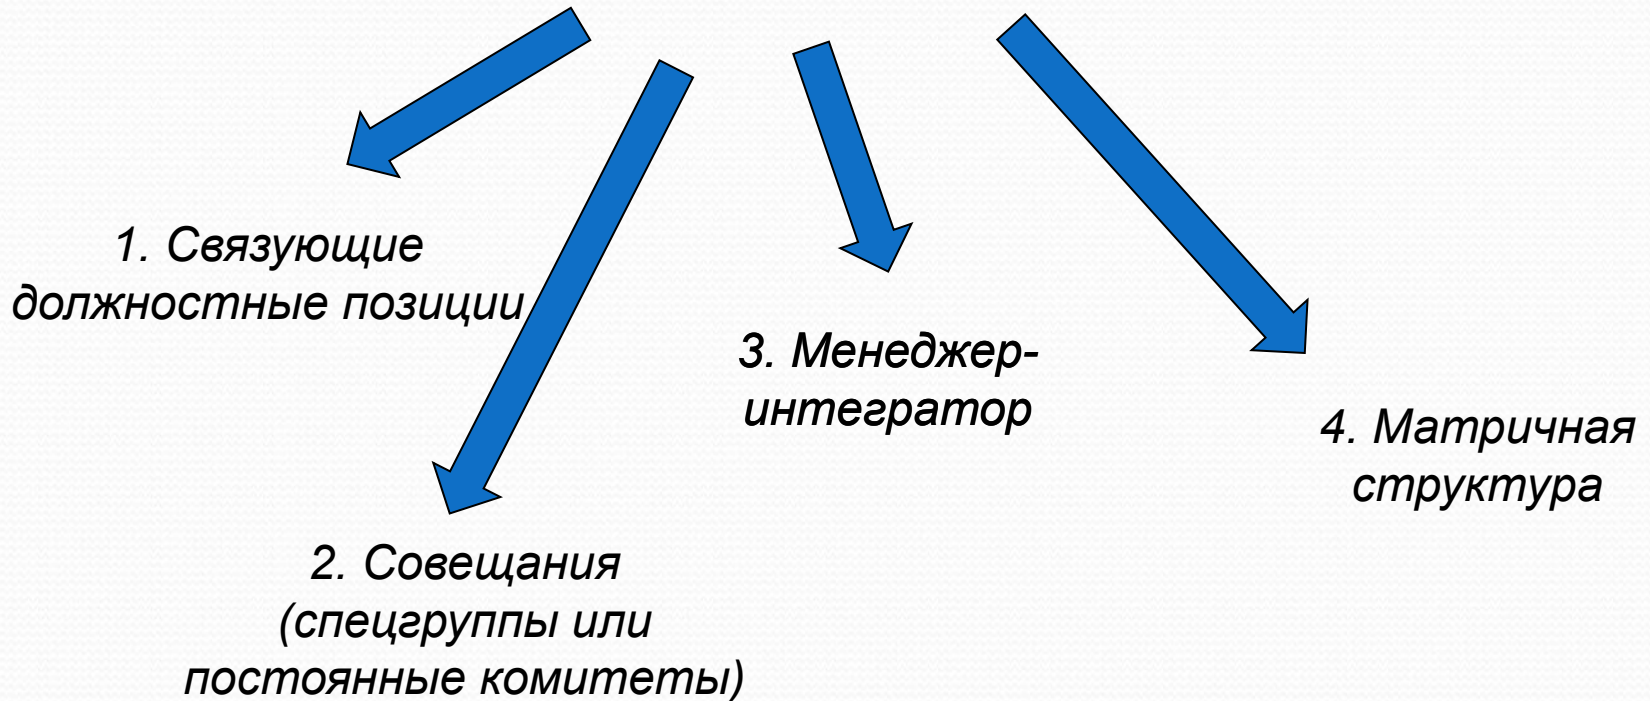 1. Связующие
должностные позиции
2. Совещания
(спецгруппы или
постоянные комитеты)
3. Менеджер-
интегратор
4. Матричная
структура